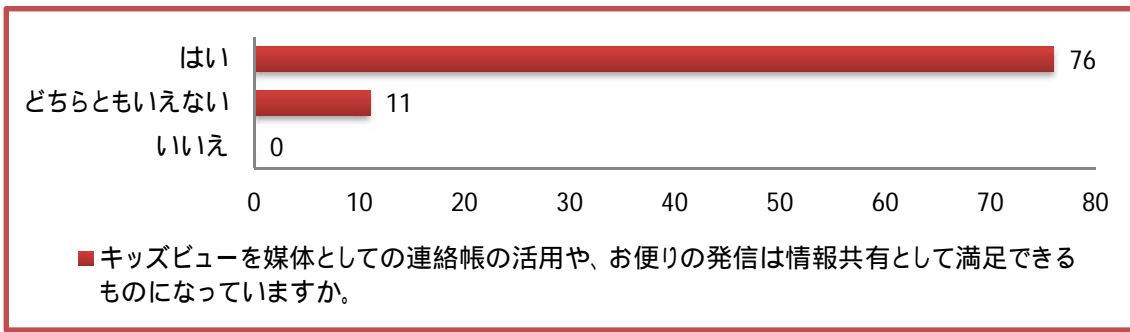 はい 76
どちらともいえない 11
いいえ 0
0 10 20 30 40 50 60 70 80
キッズビューを媒体としての連絡帳の活用や、お便りの発信は情報共有として満足できる
ものになっていますか。